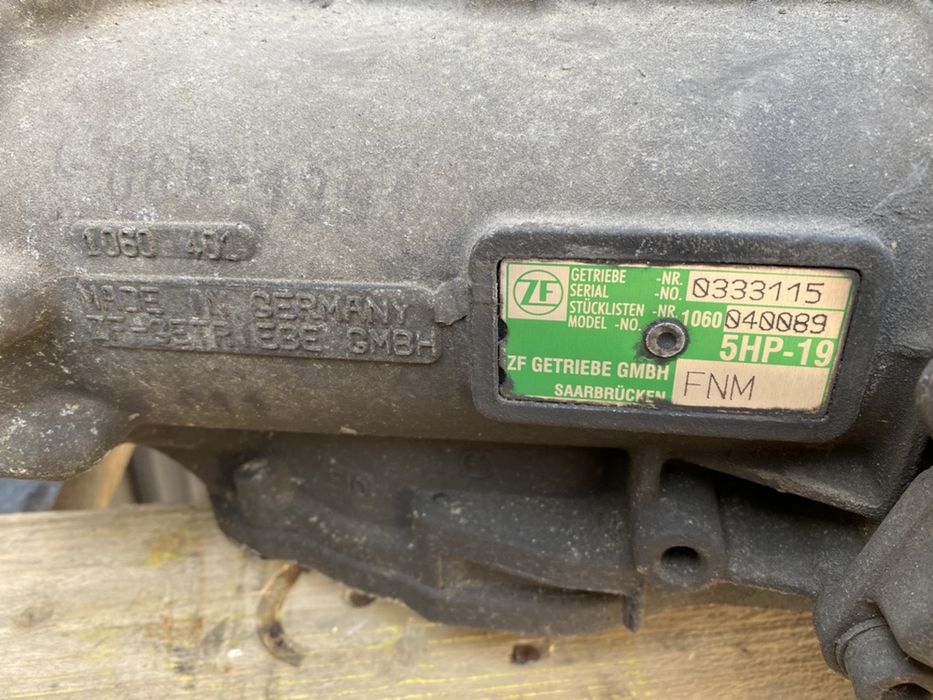 1060 401
MADE IN GERMANY
ZF-GETRIEBE GMBH
ZF
GETRIEBE -NR. 0333115
SERIAL -NO.
STÜCKLISTEN -NR. 1060 040089
MODEL -NO.
5HP-19
ZF GETRIEBE GMBH
SAARBRÜCKEN
FNM